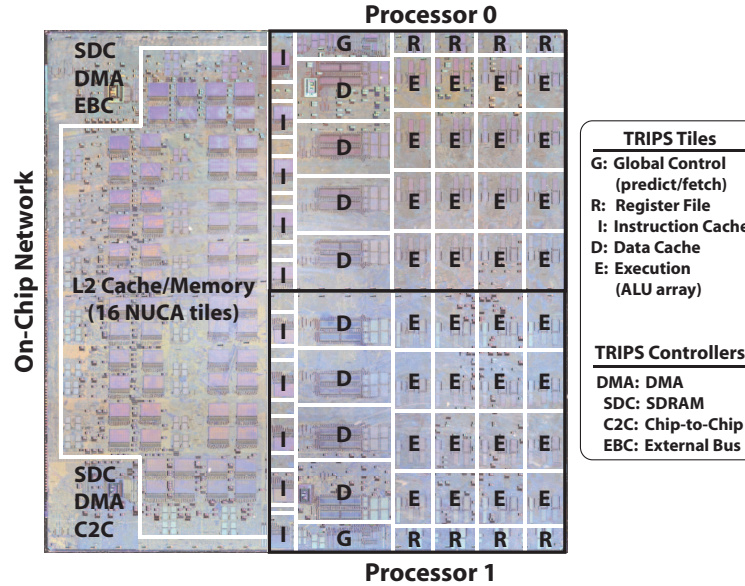 Processor 0
SDC
DMA
EBC
I G R R R R
D E E E E
I
I D E E E E
I D E E E E
I D E E E E
On-Chip Network
L2 Cache/Memory
(16 NUCA tiles)
I D E E E E
I D E E E E
I D E E E E
I D E E E E
I G R R R R
SDC
DMA
C2C
Processor 1
TRIPS Tiles
G: Global Control
(predict/fetch)
R: Register File
I: Instruction Cache
D: Data Cache
E: Execution
(ALU array)
TRIPS Controllers
DMA: DMA
SDC: SDRAM
C2C: Chip-to-Chip
EBC: External Bus